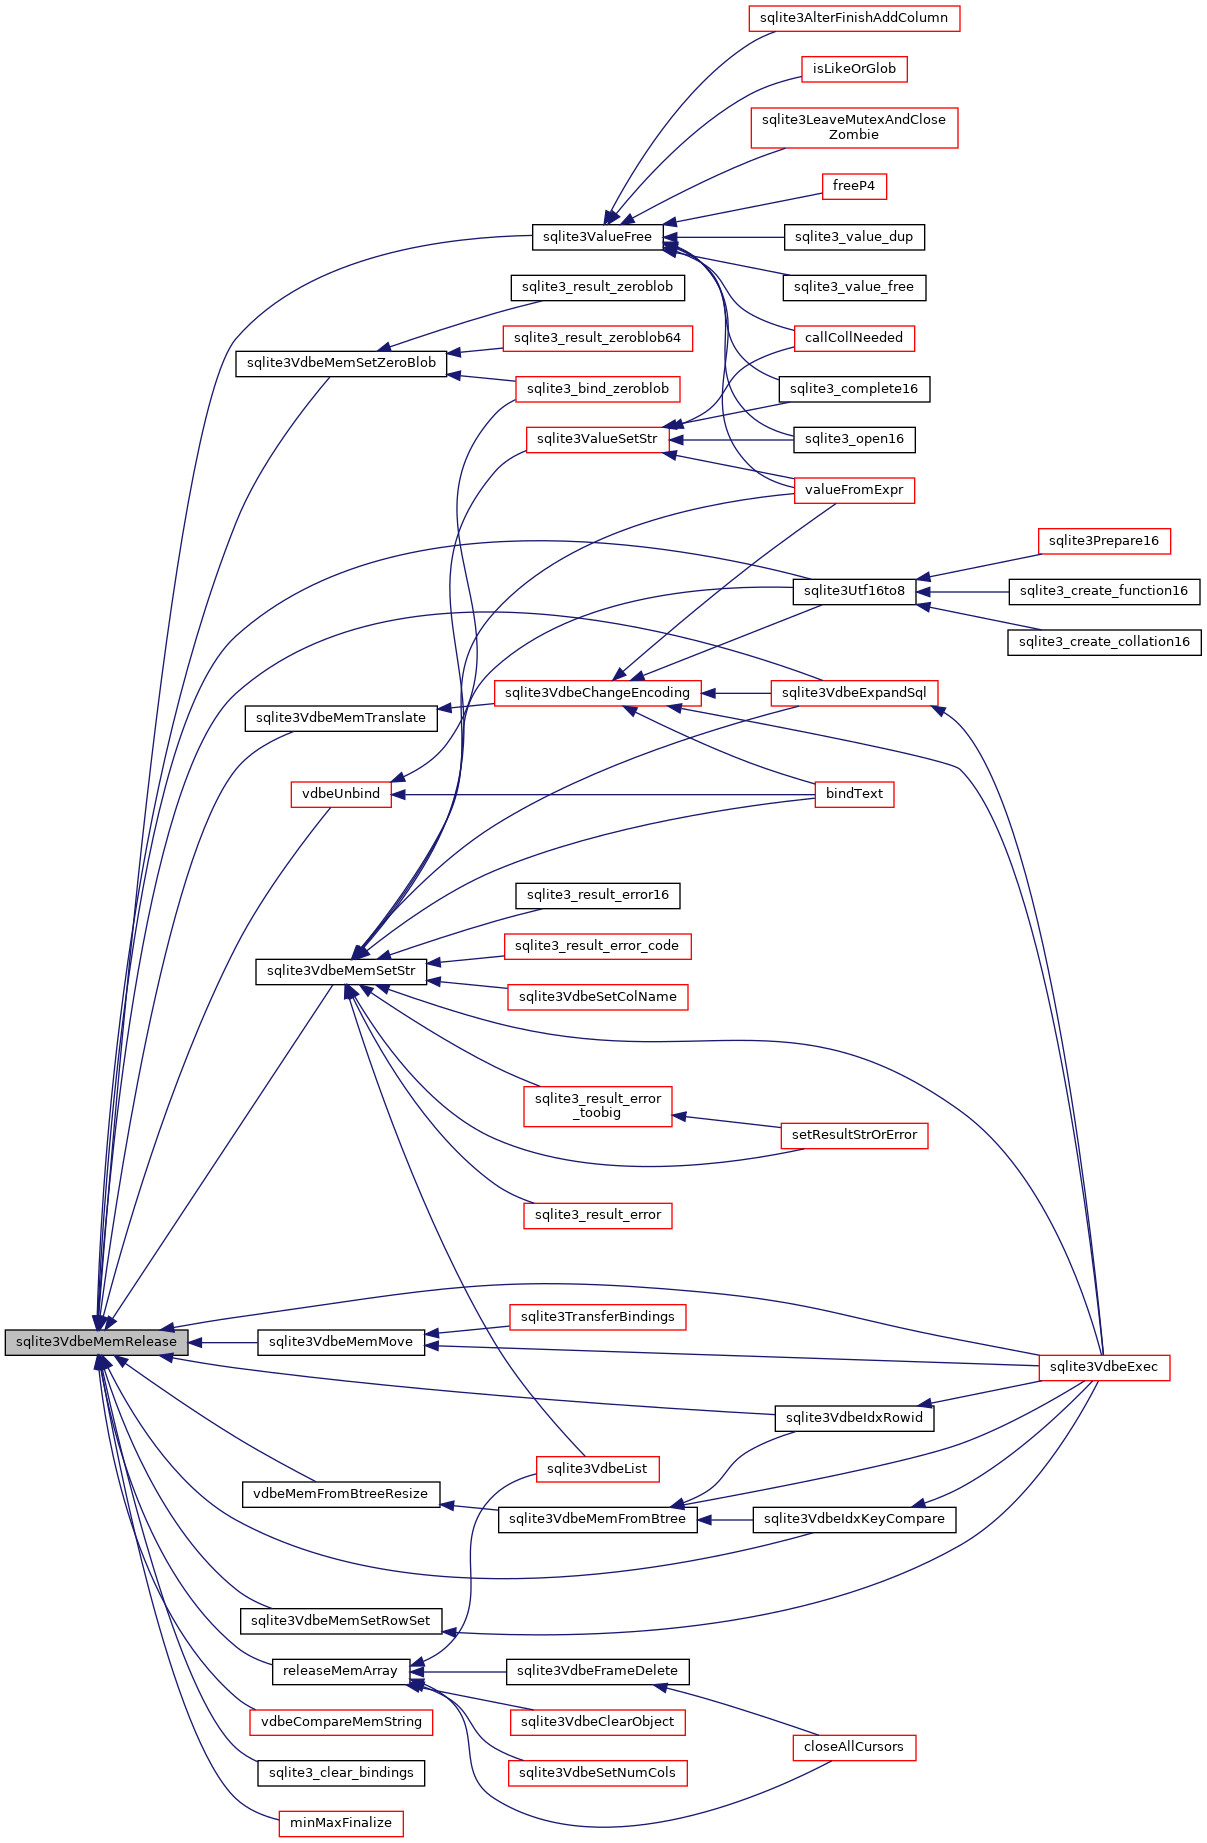 sqlite3AlterFinishAddColumn
isLikeOrGlob
sqlite3LeaveMutexAndClose
Zombie
freeP4
sqlite3ValueFree
sqlite3_value_dup
sqlite3_result_zeroblob
sqlite3_value_free
sqlite3_result_zeroblob64
callCollNeeded
sqlite3VdbeMemSetZeroBlob
sqlite3_bind_zeroblob
sqlite3_complete16
sqlite3ValueSetStr
sqlite3_open16
valueFromExpr
sqlite3Prepare16
sqlite3Utf16to8
sqlite3_create_function16
sqlite3_create_collation16
sqlite3VdbeChangeEncoding
sqlite3VdbeExpandSql
sqlite3VdbeMemTranslate
vdbeUnbind
bindText
sqlite3_result_error16
sqlite3_result_error_code
sqlite3VdbeMemSetStr
sqlite3VdbeSetColName
sqlite3_result_error
_toobig
setResultStrOrError
sqlite3_result_error
sqlite3TransferBindings
sqlite3VdbeMemRelease
sqlite3VdbeMemMove
sqlite3VdbeExec
sqlite3VdbeIdxRowid
sqlite3VdbeList
vdbeMemFromBtreeResize
sqlite3VdbeMemFromBtree
sqlite3VdbeIdxKeyCompare
sqlite3VdbeMemSetRowSet
releaseMemArray
sqlite3VdbeFrameDelete
vdbeCompareMemString
sqlite3VdbeClearObject
closeAllCursors
sqlite3_clear_bindings
sqlite3VdbeSetNumCols
minMaxFinalize